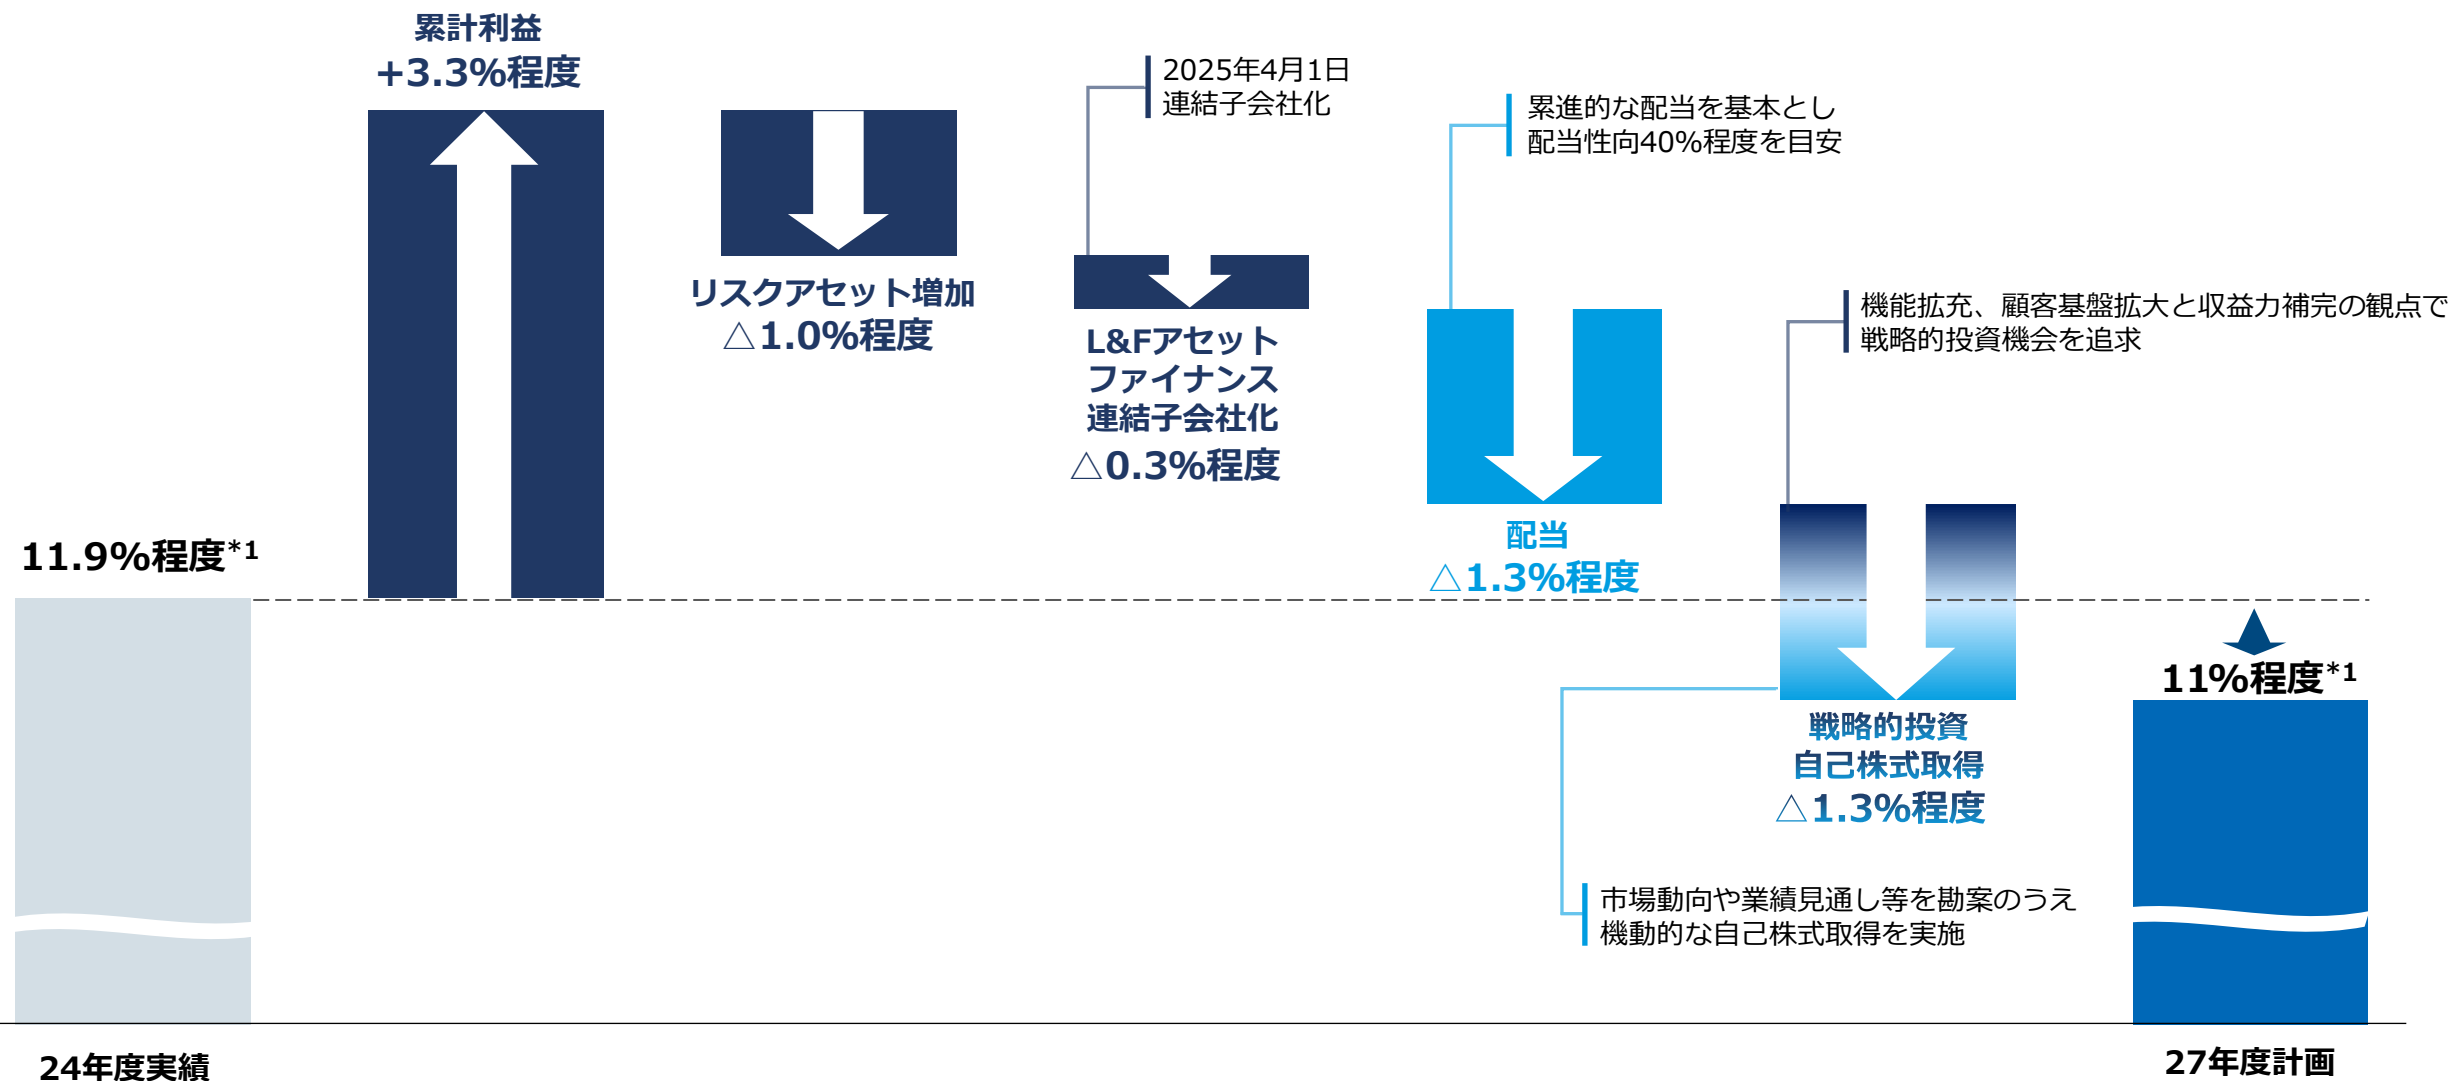 累計利益
+3.3%程度
2025年4月1日
連結子会社化
累進的な配当を基本とし
配当性向40%程度を目安
リスクアセット増加
△1.0%程度
L&Fアセット
ファイナンス
連結子会社化
△0.3%程度
機能拡充、顧客基盤拡大と収益力補完の観点で
戦略的投資機会を追求
11.9%程度*1
配当
△1.3%程度
11%程度*1
戦略的投資
自己株式取得
△1.3%程度
市場動向や業績見通し等を勘案のうえ
機動的な自己株式取得を実施
24年度実績
27年度計画